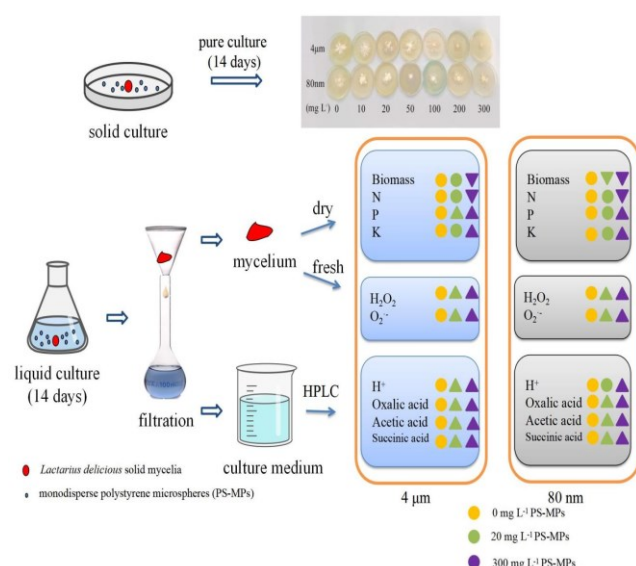 pure culture
(14 days)
4μm
80nm
(mg L⁻¹) 0 10 20 50 100 200 300
solid culture
dry
fresh
mycelium
Biomass
N
P
K
H₂O₂
O₂·⁻
H⁺
Oxalic acid
Acetic acid
Succinic acid
4 μm
Biomass
N
P
K
H₂O₂
O₂·⁻
H⁺
Oxalic acid
Acetic acid
Succinic acid
80 nm
liquid culture
(14 days)
filtration
HPLC
culture medium
Lactarius delicious solid mycelia
monodisperse polystyrene microspheres (PS-MPs)
0 mg L⁻¹ PS-MPs
20 mg L⁻¹ PS-MPs
300 mg L⁻¹ PS-MPs